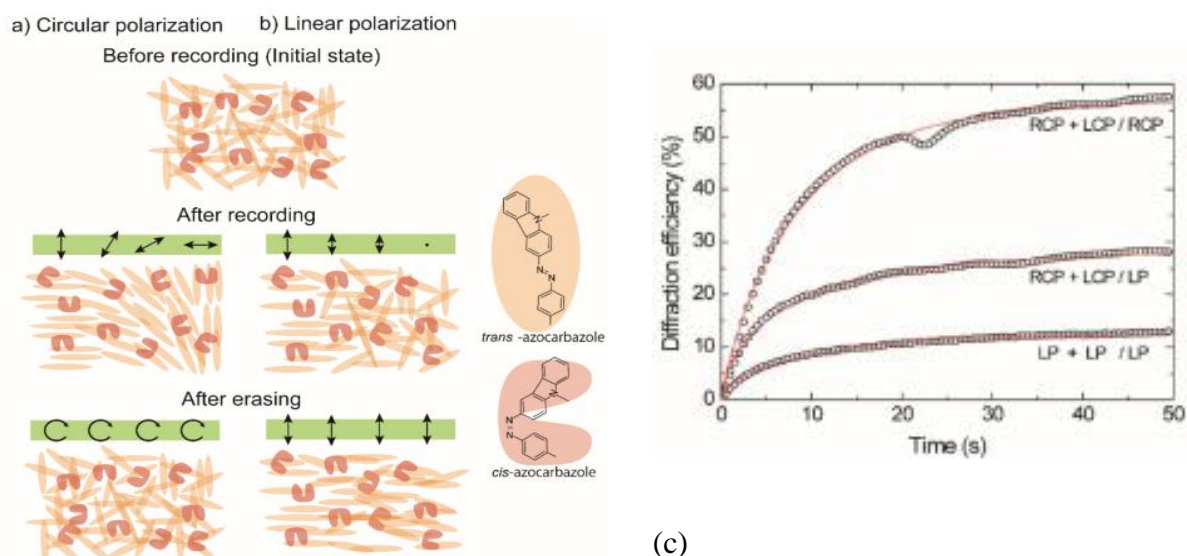 a) Circular polarization b) Linear polarization
Before recording (Initial state)
After recording
After erasing
N
N
N
trans -azocarbazole
N
N
N
cis-azocarbazole
Diffraction efficiency (%)
60
50
40
30
20
10
0
RCP + LCP / RCP
RCP + LCP / LP
LP + LP / LP
0 10 20 30 40 50
Time (s)
(c)